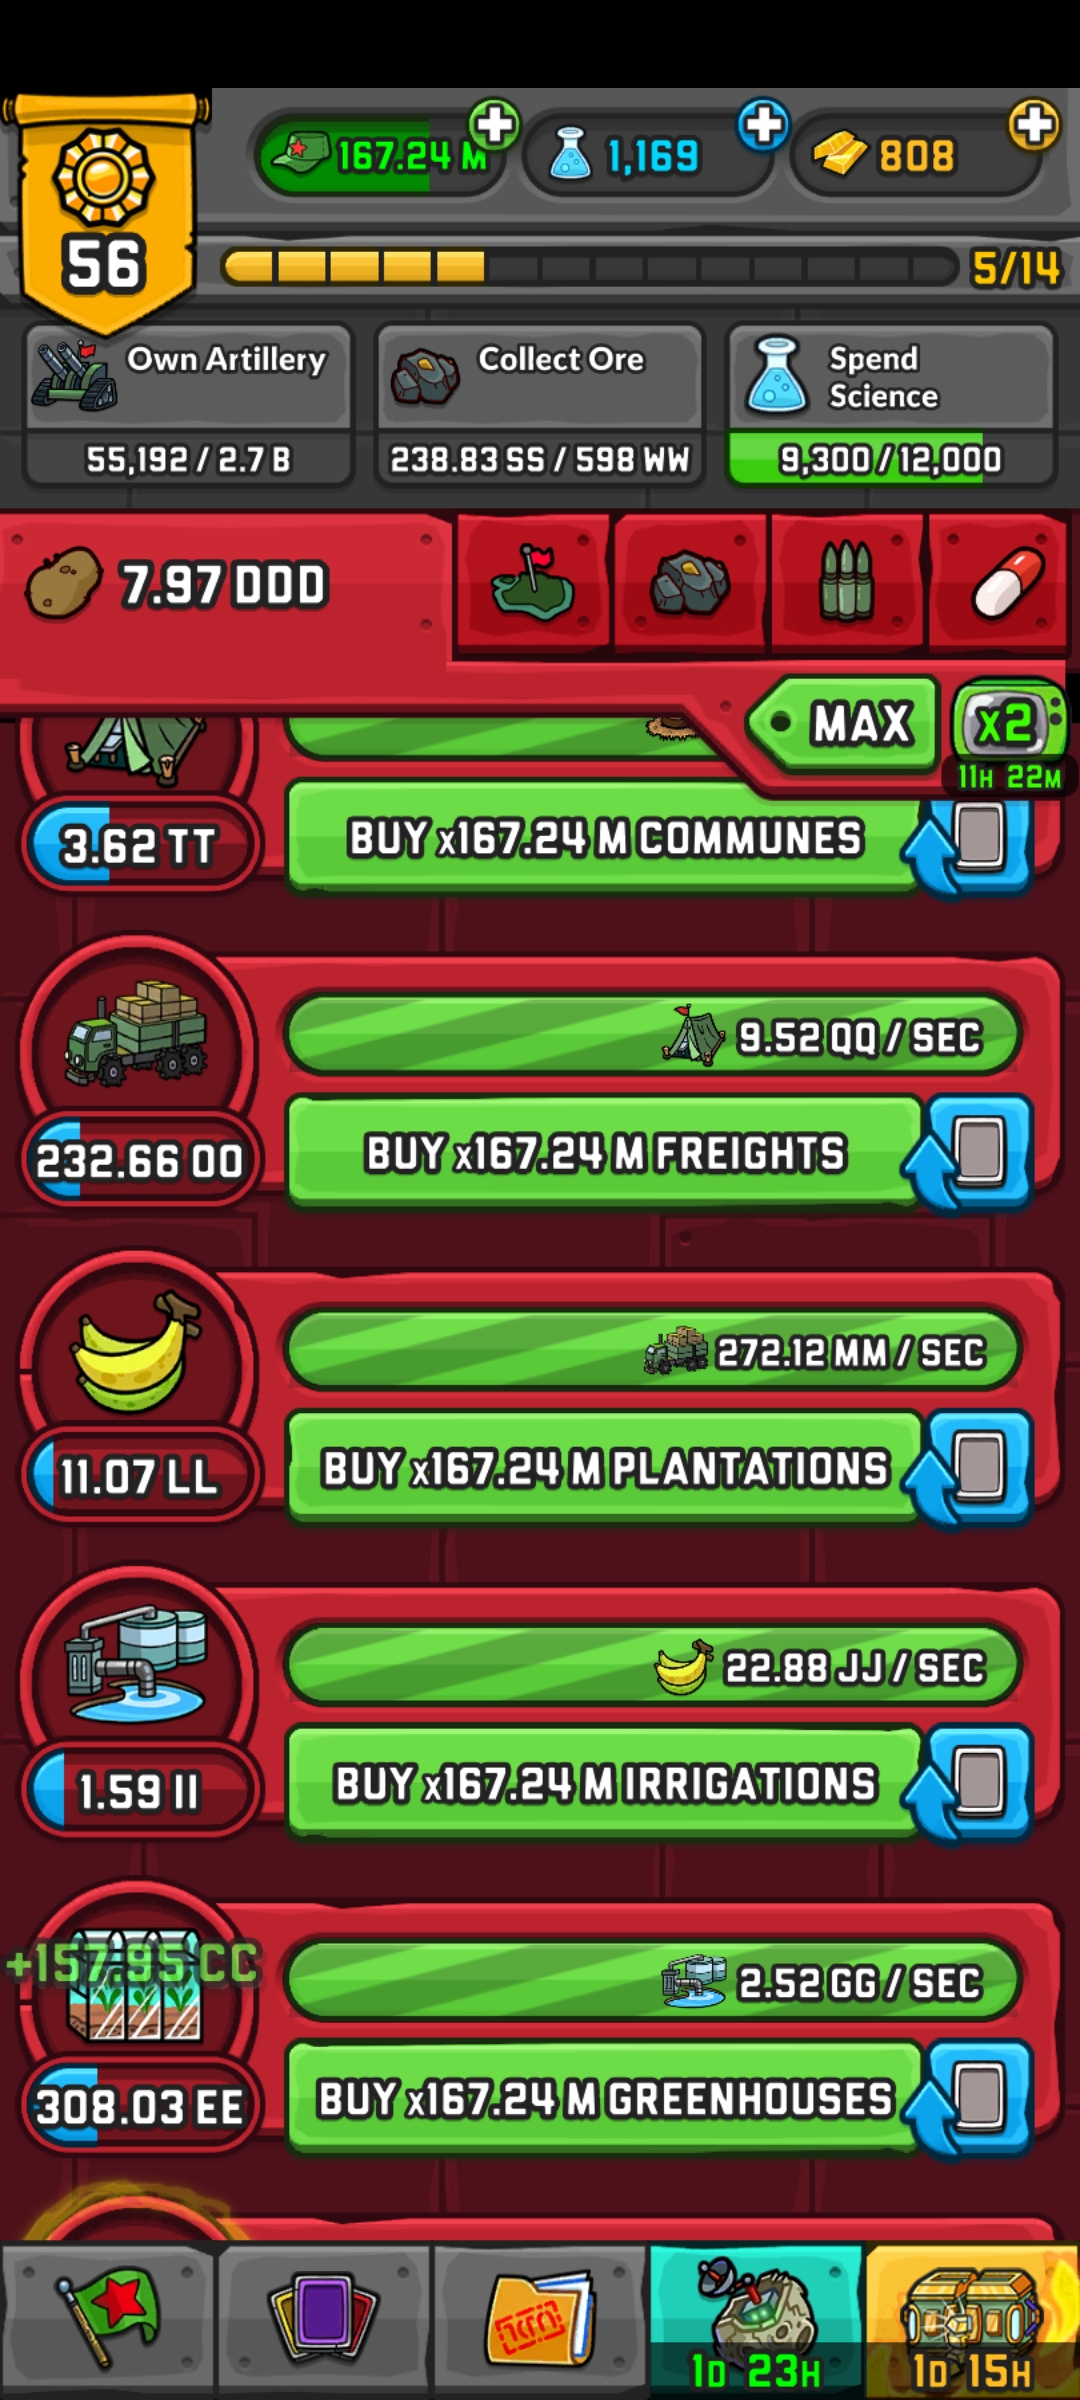 56
167.24 M
1,169
808
5/14
Own Artillery
55,192 / 2.7 B
Collect Ore
238.83 SS / 598 WW
Spend
Science
9,300 / 12,000
7.97 DDD
MAX
X2
11H 22M
3.62 TT
BUY x167.24 M COMMUNES
9.52 QQ / SEC
232.66 OO
BUY x167.24 M FREIGHTS
272.12 MM / SEC
11.07 LL
BUY x167.24 M PLANTATIONS
22.88 JJ / SEC
1.59 II
BUY x167.24 M IRRIGATIONS
+157.95 CC
2.52 GG / SEC
308.03 EE
BUY x167.24 M GREENHOUSES
1D 23H
1D 15H